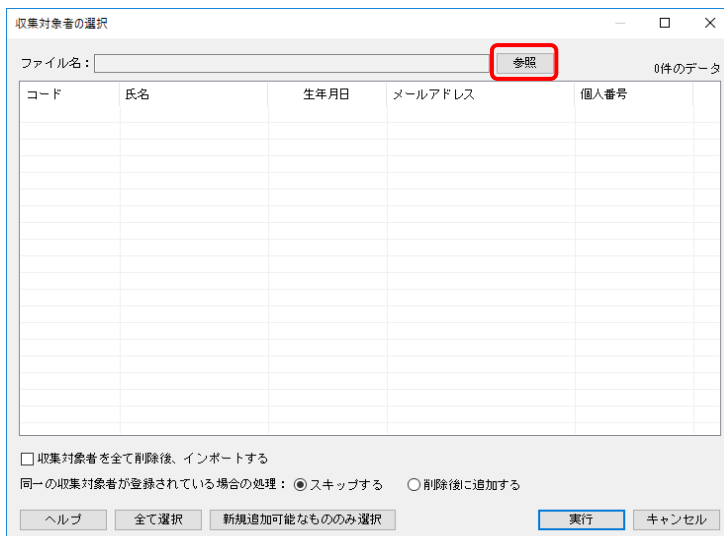 収集対象者の選択
ファイル名： 参照 0件のデータ
コード 氏名 生年月日 メールアドレス 個人番号
収集対象者を全て削除後、インポートする
同一の収集対象者が登録されている場合の処理： スキップする 削除後に追加する
ヘルプ 全て選択 新規追加可能なもののみ選択 実行 キャンセル